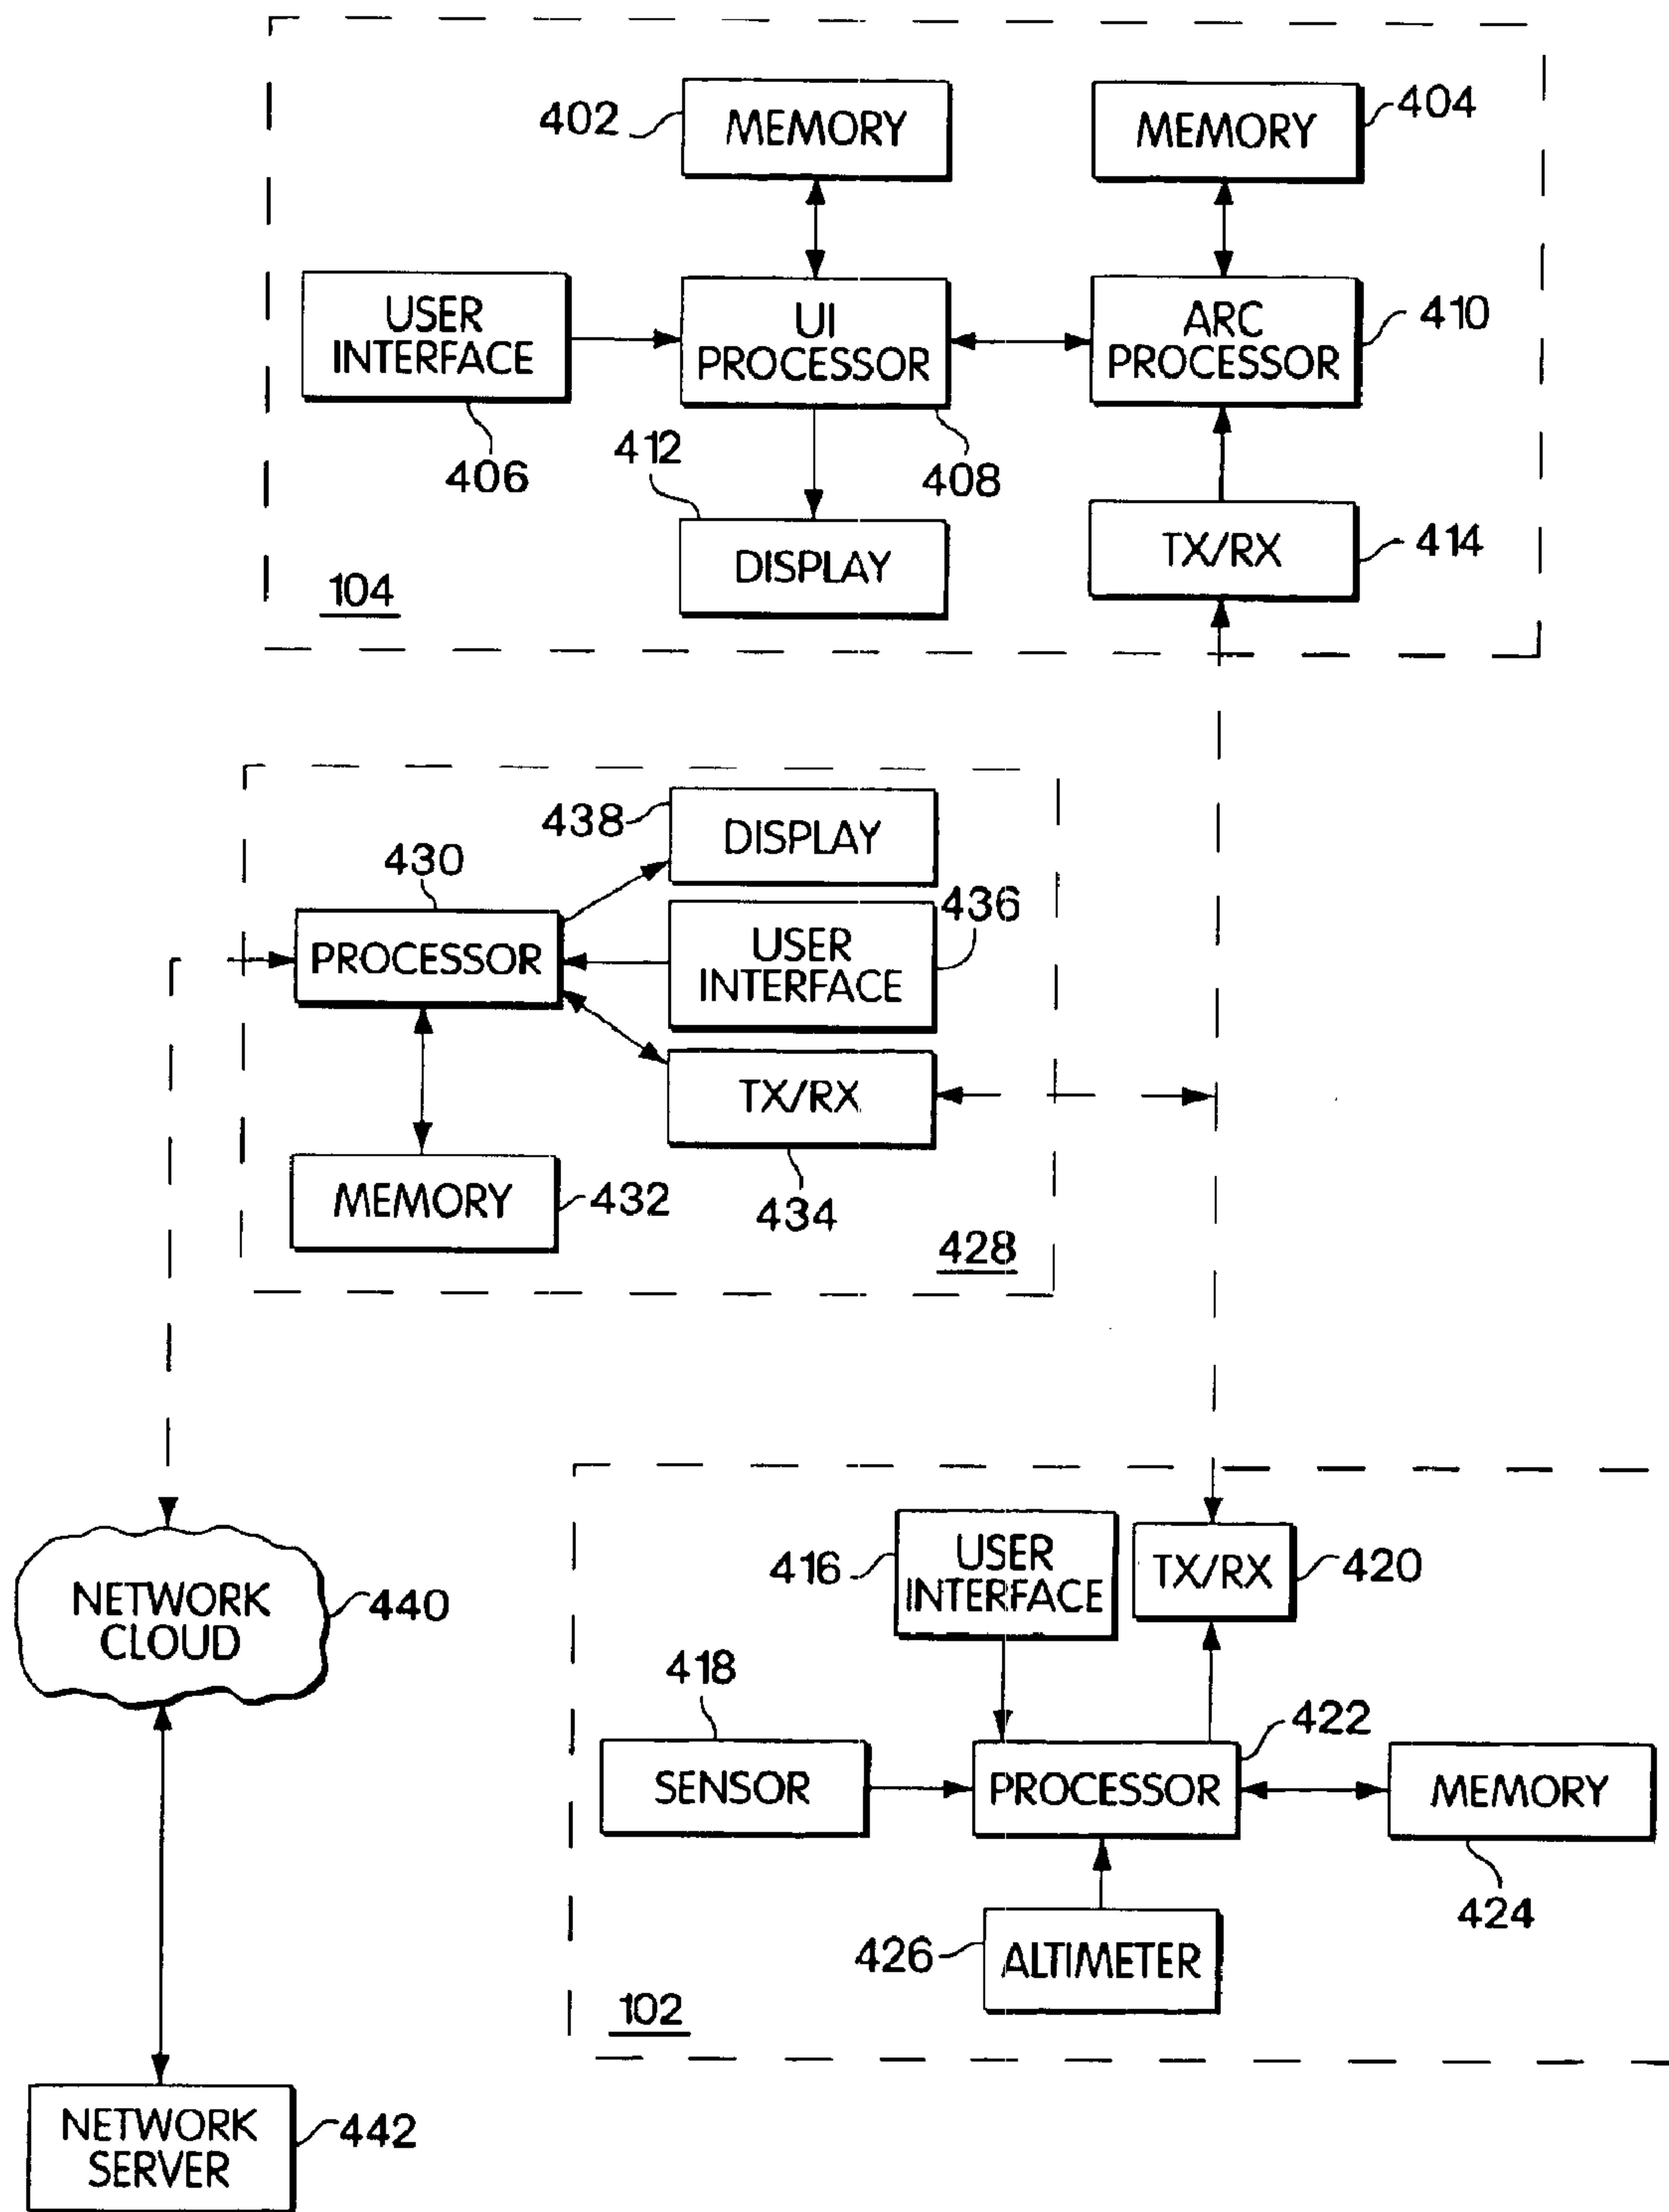 402
MEMORY
MEMORY
404
USER
INTERFACE
406
UI
PROCESSOR
408
ARC
PROCESSOR
410
412
DISPLAY
TX/RX
414
104
438
DISPLAY
430
PROCESSOR
436
USER
INTERFACE
TX/RX
434
MEMORY
432
428
NETWORK
CLOUD
440
416
USER
INTERFACE
TX/RX
420
418
SENSOR
PROCESSOR
422
MEMORY
424
426
ALTIMETER
102
NETWORK
SERVER
442